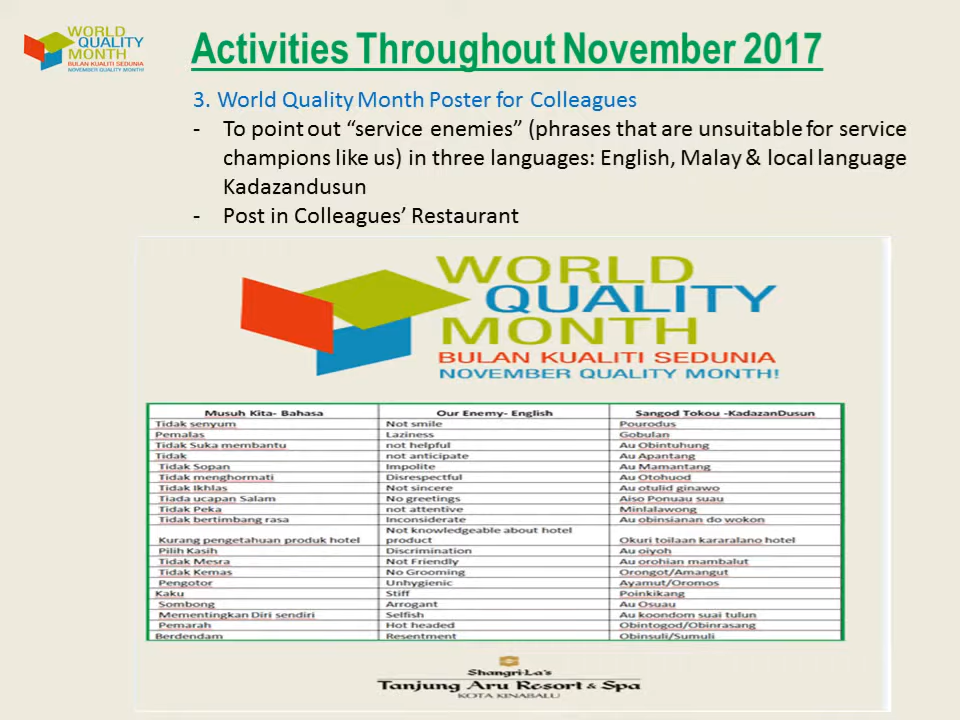 WORLD
QUALITY
MONTH
BULAN KUALITI SEDUNIA
NOVEMBER QUALITY MONTH!
Activities Throughout November 2017
3. World Quality Month Poster for Colleagues
- To point out “service enemies” (phrases that are unsuitable for service
champions like us) in three languages: English, Malay & local language
Kadazandusun
- Post in Colleagues’ Restaurant
WORLD
QUALITY
MONTH
BULAN KUALITI SEDUNIA
NOVEMBER QUALITY MONTH!
Musuh Kita- Bahasa Our Enemy- English Sangod Tokou -KadazanDusun
Tidak senyum Not smile Pourodus
Pemalas Laziness Gobulan
Tidak Suka membantu not helpful Au Obintuhung
Tidak not anticipate Au Apantang
Tidak Sopan Impolite Au Mamantang
Tidak menghormati Disrespectful Au Otohuod
Tidak Ikhlas Not sincere Au otulid ginawo
Tiada ucapan Salam No greetings Aiso Ponuau suau
Tidak Peka not attentive Minlalawong
Tidak bertimbang rasa Inconsiderate Au obinsianan do wokon
Not knowledgeable about hotel
Kurang pengetahuan produk hotel product Okuri toilaan kararalano hotel
Pilih Kasih Discrimination Au oiyoh
Tidak Mesra Not Friendly Au orohian mambalut
Tidak Kemas No Grooming Orongot/Amangut
Pengotor Unhygienic Ayamut/Oromos
Kaku Stiff Poinkikang
Sombong Arrogant Au Osuau
Mementingkan Diri sendiri Selfish Au koondom suai tulun
Pemarah Hot headed Obintogod/Obinrasang
Berdendam Resentment Obinsuli/Sumuli
Shangri-La's
Tanjung Aru Resort & Spa
KOTA KINABALU